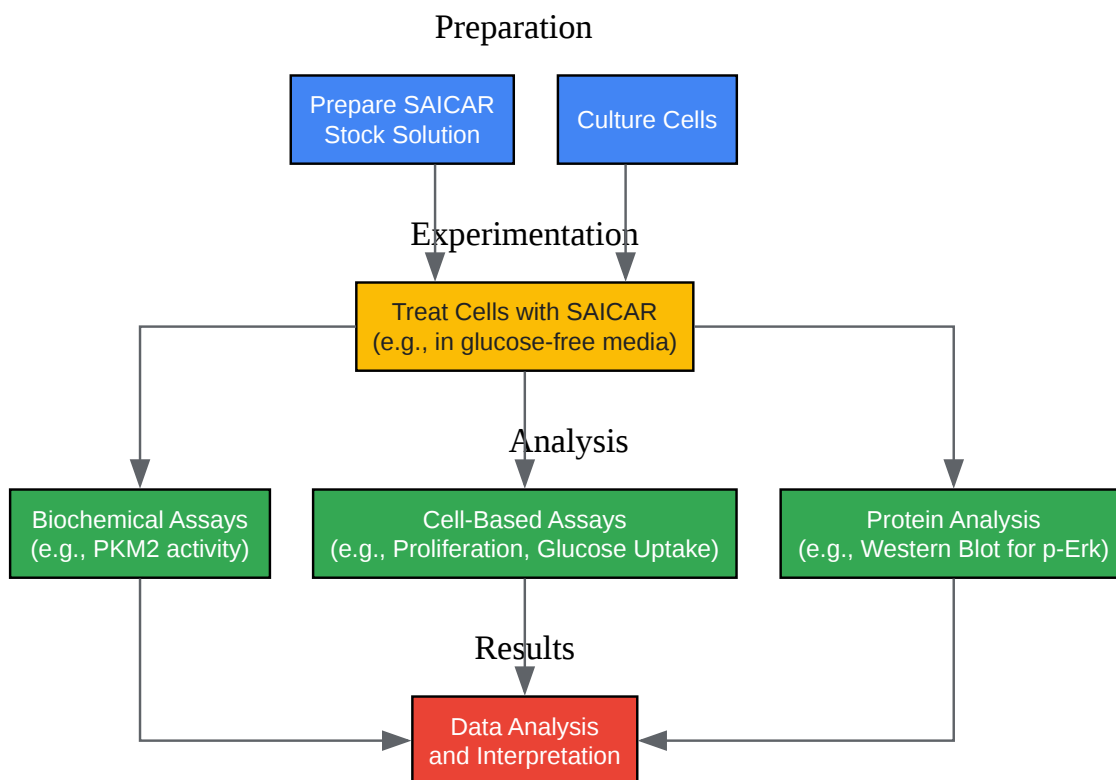 Preparation
Prepare SAICAR
Stock Solution
Culture Cells
Experimentation
Treat Cells with SAICAR
(e.g., in glucose-free media)
Analysis
Biochemical Assays
(e.g., PKM2 activity)
Cell-Based Assays
(e.g., Proliferation, Glucose Uptake)
Protein Analysis
(e.g., Western Blot for p-Erk)
Results
Data Analysis
and Interpretation